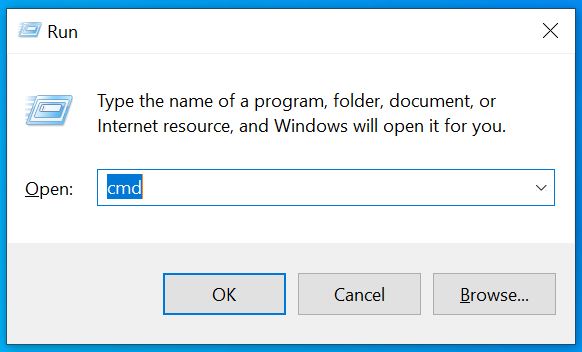 Run
Type the name of a program, folder, document, or
Internet resource, and Windows will open it for you.
Open: cmd
OK Cancel Browse...